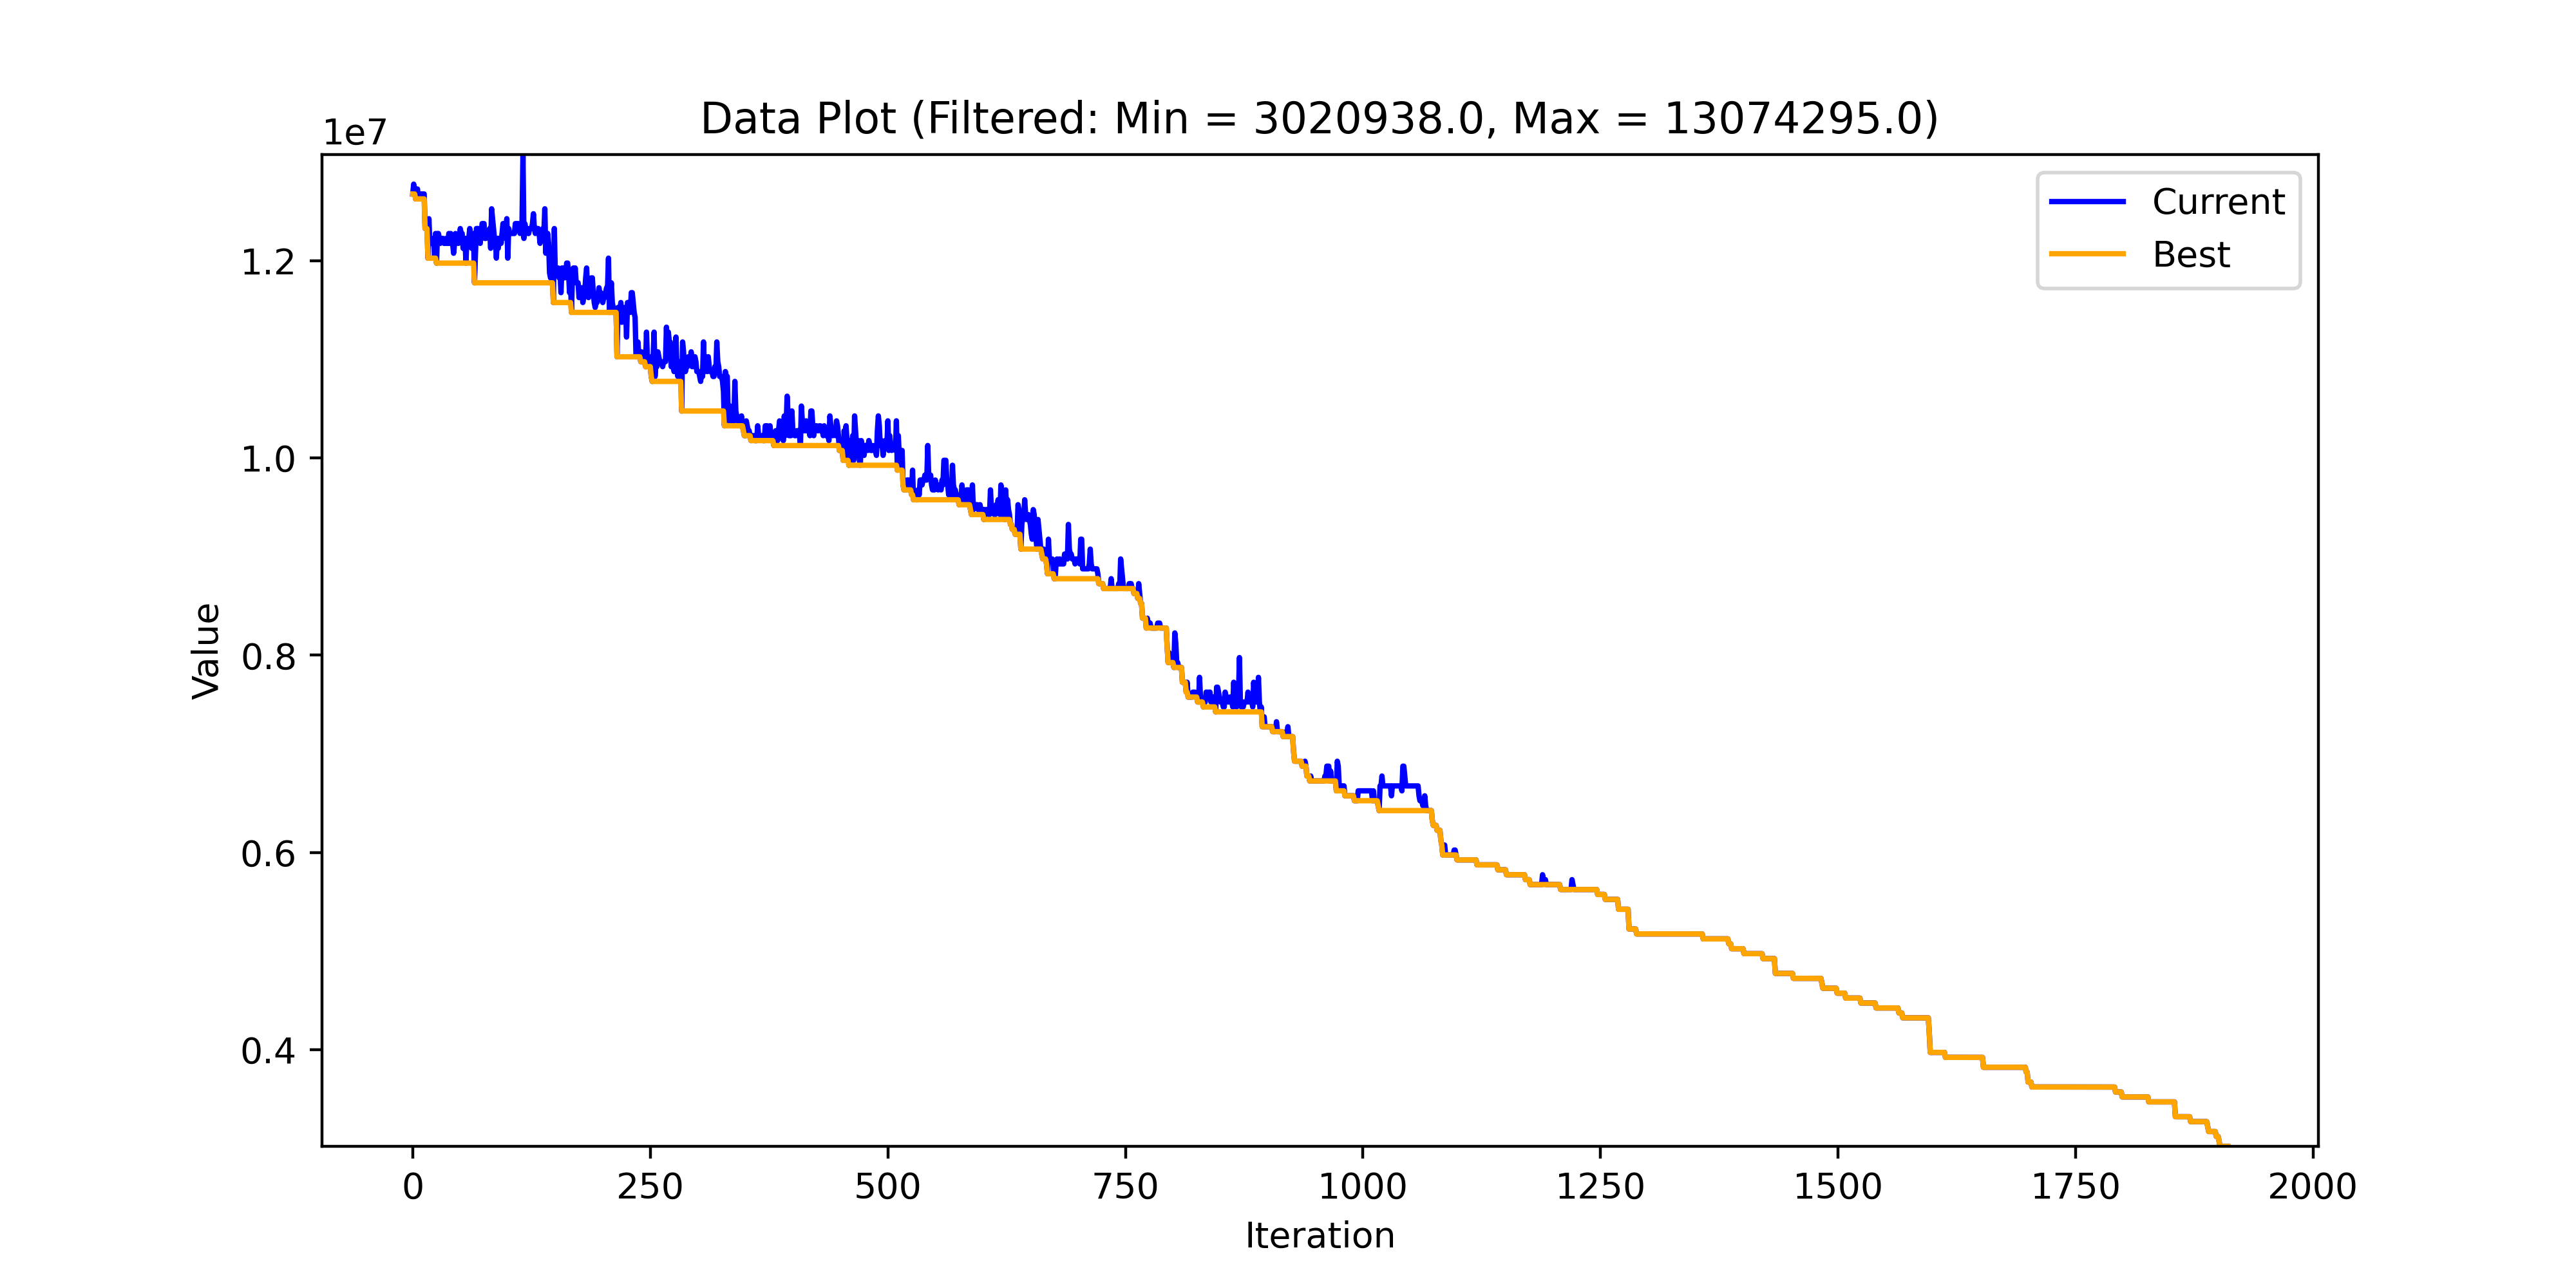 Data Plot (Filtered: Min = 3020938.0, Max = 13074295.0)
1e7
Current
Best
1.2
1.0
0.8
0.6
0.4
Value
0 250 500 750 1000 1250 1500 1750 2000
Iteration